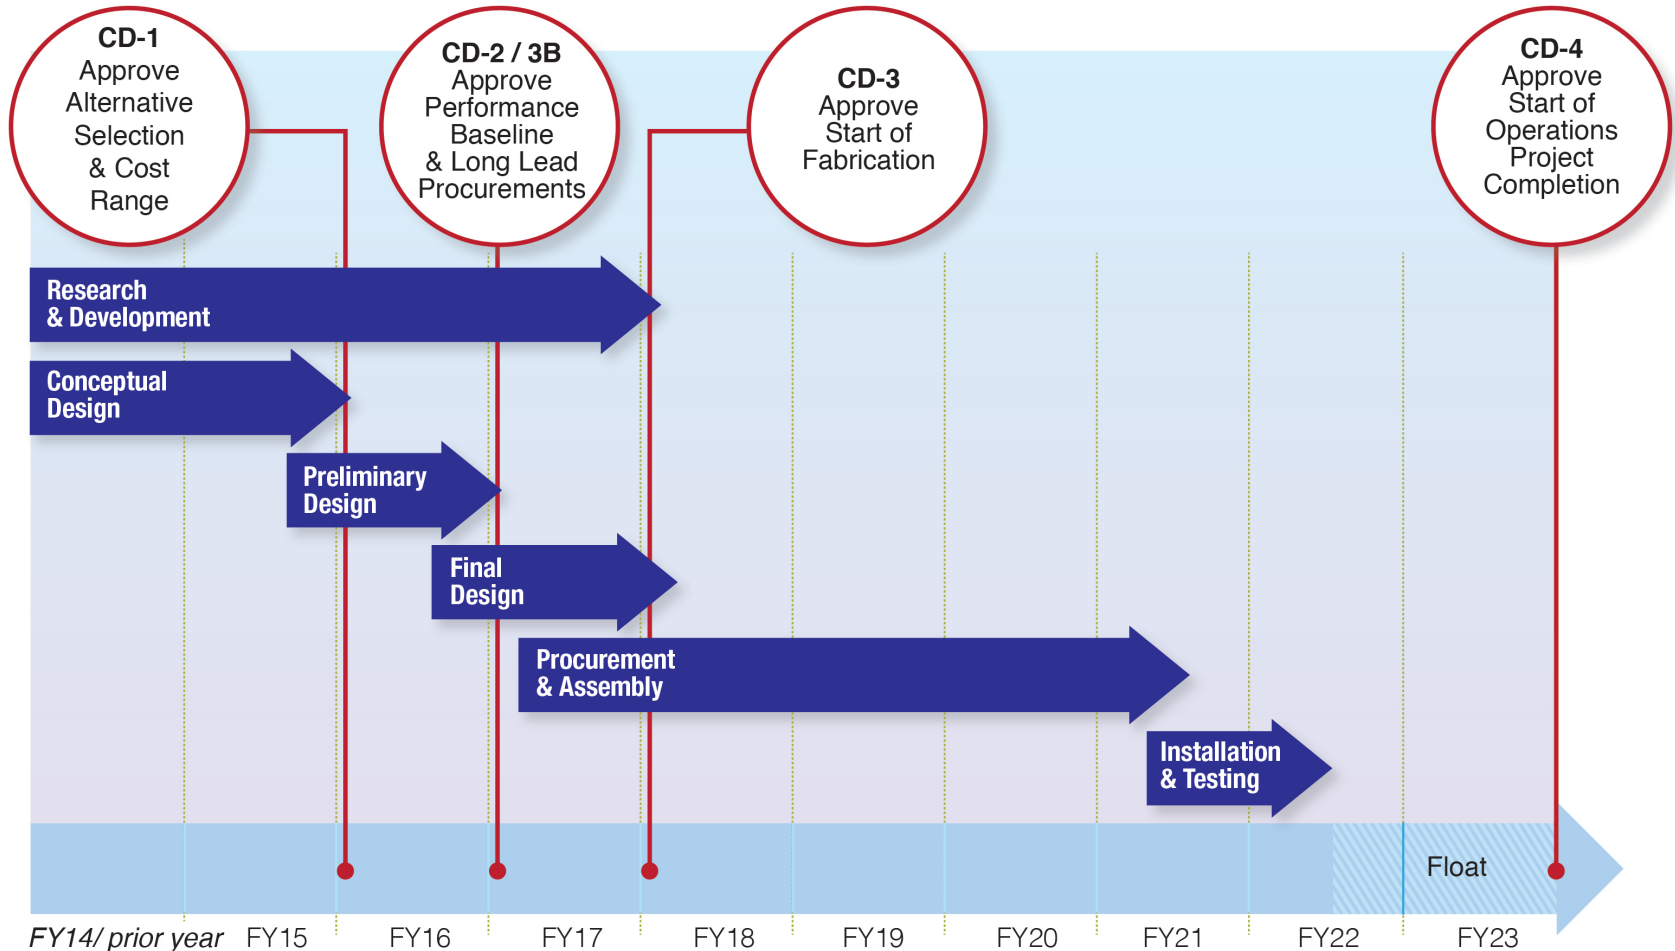 CD-1
Approve
Alternative
Selection
& Cost
Range
CD-2 / 3B
Approve
Performance
Baseline
& Long Lead
Procurements
CD-3
Approve
Start of
Fabrication
CD-4
Approve
Start of
Operations
Project
Completion
Research
& Development
Conceptual
Design
Preliminary
Design
Final
Design
Procurement
& Assembly
Installation
& Testing
Float
FY14/ prior year FY15 FY16 FY17 FY18 FY19 FY20 FY21 FY22 FY23